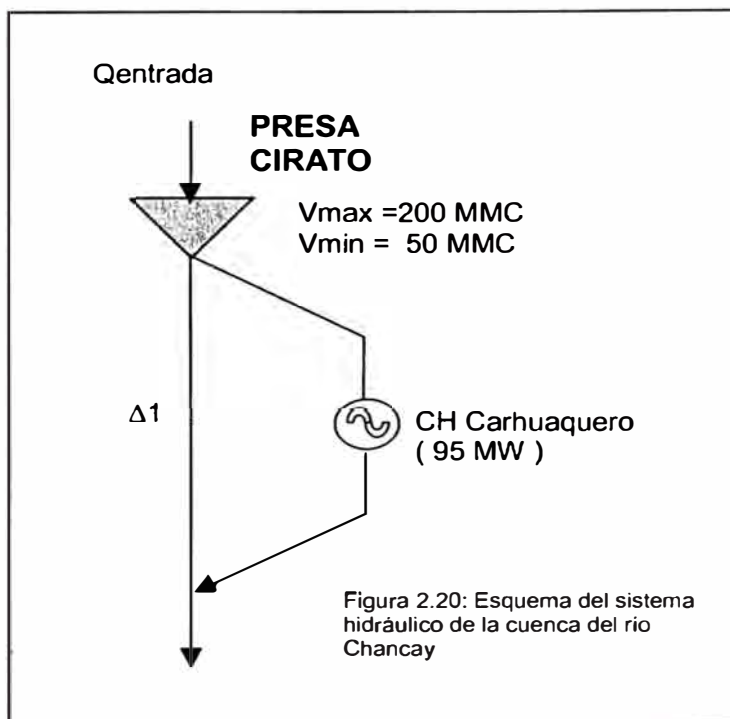 Qentrada
PRESA
CIRATO
Vmax =200 MMC
Vmin = 50 MMC
Δ1
CH Carhuaquero
( 95 MW )
Figura 2.20: Esquema del sistema
hidráulico de la cuenca del rio
Chancay